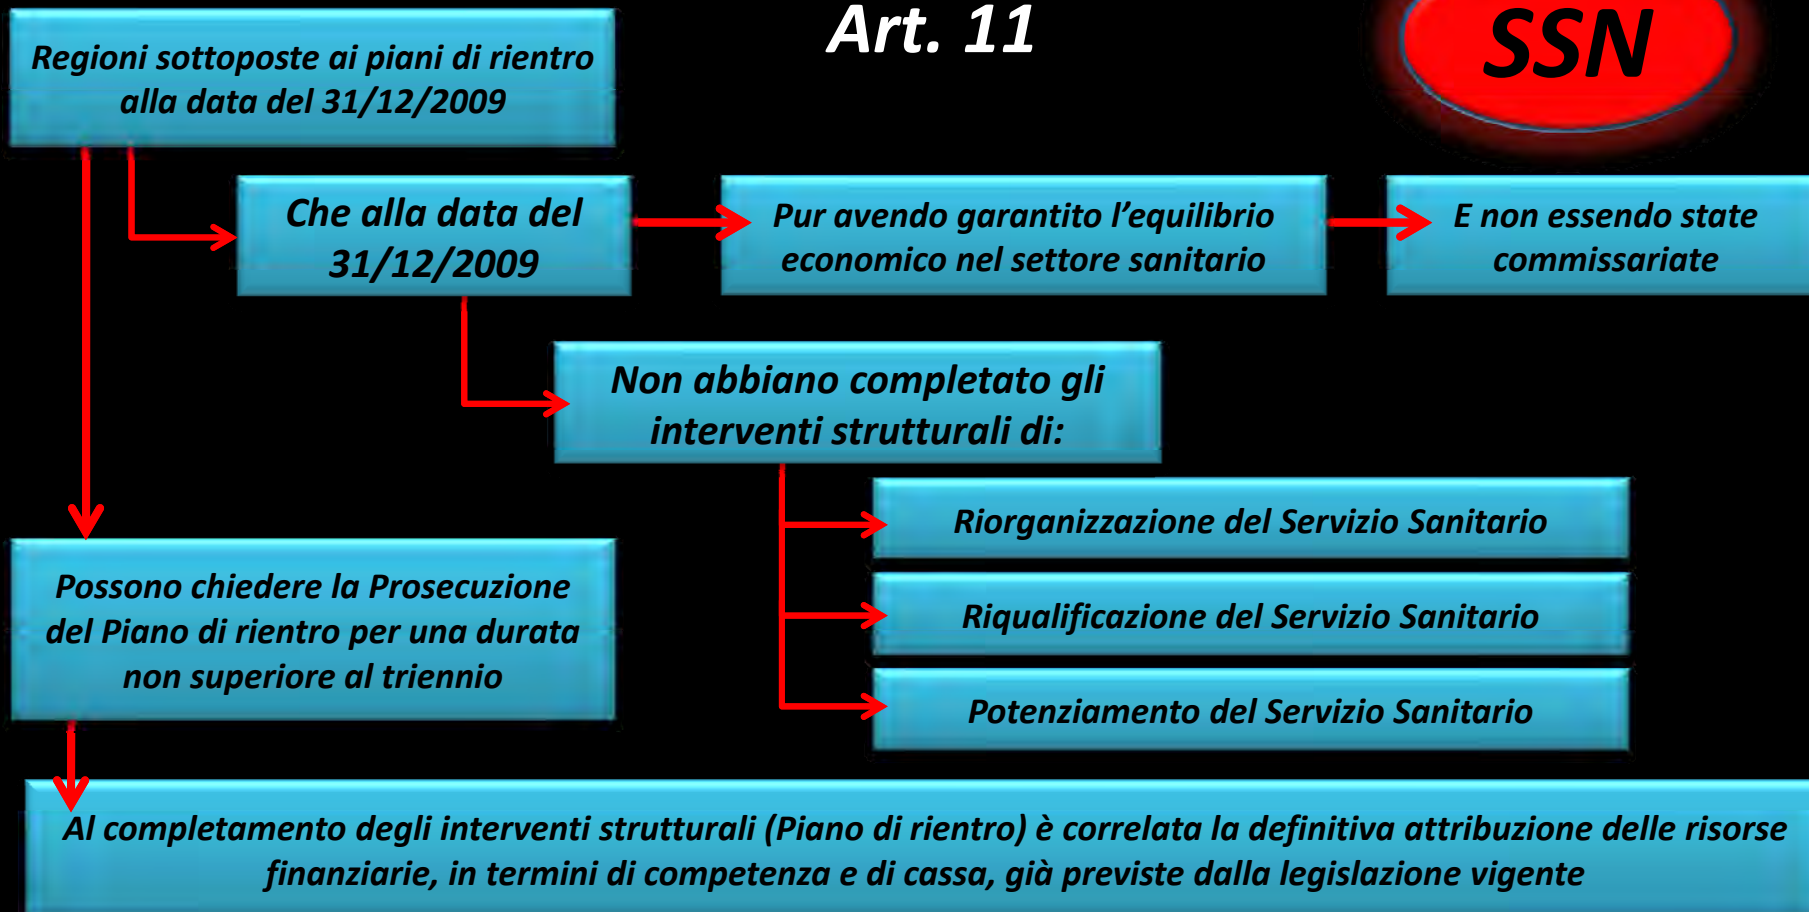 Art. 11
SSN
Regioni sottoposte ai piani di rientro
alla data del 31/12/2009
Che alla data del
31/12/2009
Pur avendo garantito l’equilibrio
economico nel settore sanitario
E non essendo state
commissariate
Non abbiano completato gli
interventi strutturali di:
Riorganizzazione del Servizio Sanitario
Riqualificazione del Servizio Sanitario
Potenziamento del Servizio Sanitario
Possono chiedere la Prosecuzione
del Piano di rientro per una durata
non superiore al triennio
Al completamento degli interventi strutturali (Piano di rientro) è correlata la definitiva attribuzione delle risorse
finanziarie, in termini di competenza e di cassa, già previste dalla legislazione vigente